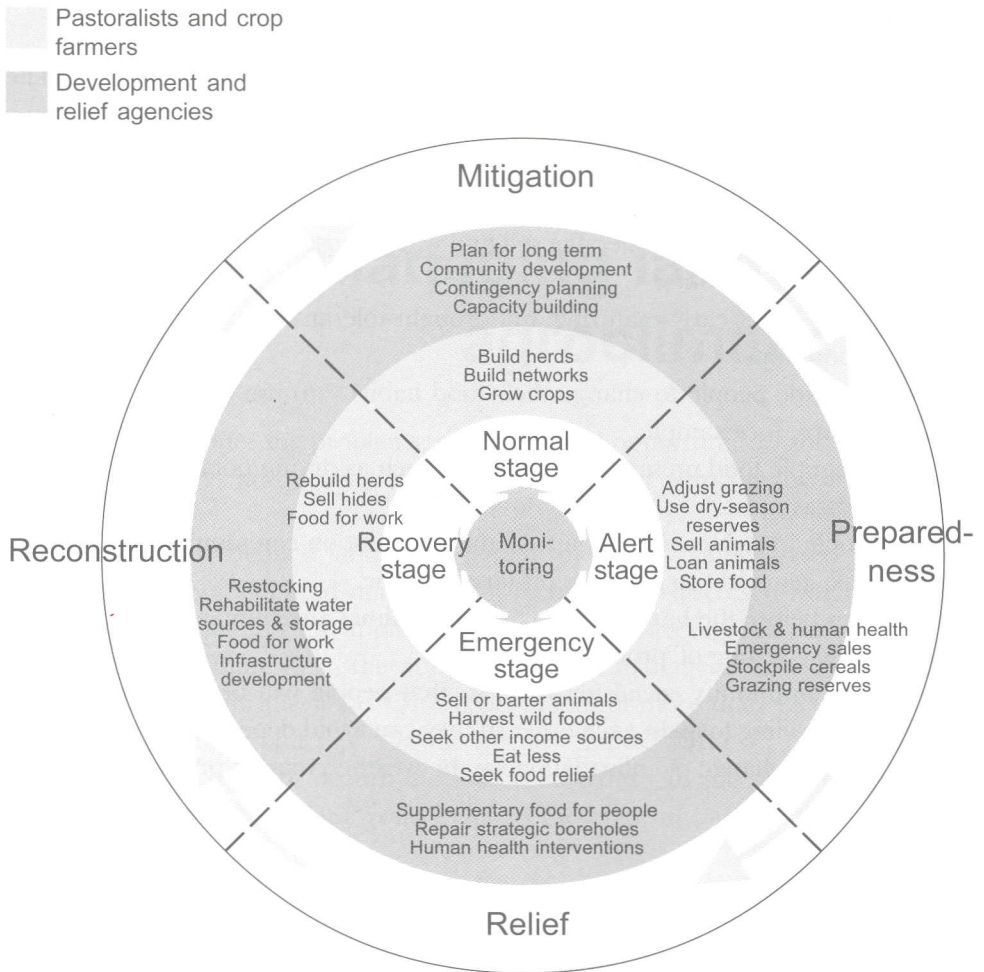 Pastoralists and crop
farmers
Development and
relief agencies
Mitigation
Plan for long term
Community development
Contingency planning
Capacity building
Build herds
Build networks
Grow crops
Normal
stage
Rebuild herds
Sell hides
Food for work
Reconstruction
Recovery
stage
Moni-
toring
Alert
stage
Adjust grazing
Use dry-season
reserves
Sell animals
Loan animals
Store food
Prepared-
ness
Restocking
Rehabilitate water
sources & storage
Food for work
Infrastructure
development
Livestock & human health
Emergency sales
Stockpile cereals
Grazing reserves
Emergency
stage
Sell or barter animals
Harvest wild foods
Seek other income sources
Eat less
Seek food relief
Supplementary food for people
Repair strategic boreholes
Human health interventions
Relief